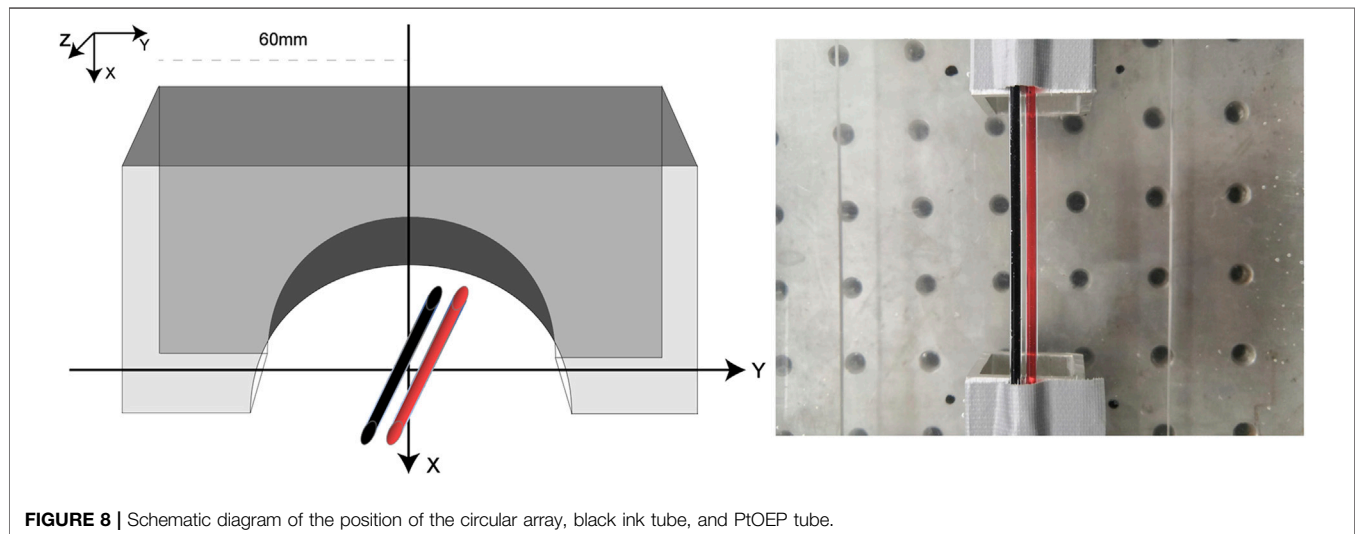 60mm
Z
Y
X
Y
X
FIGURE 8 | Schematic diagram of the position of the circular array, black ink tube, and PtOEP tube.